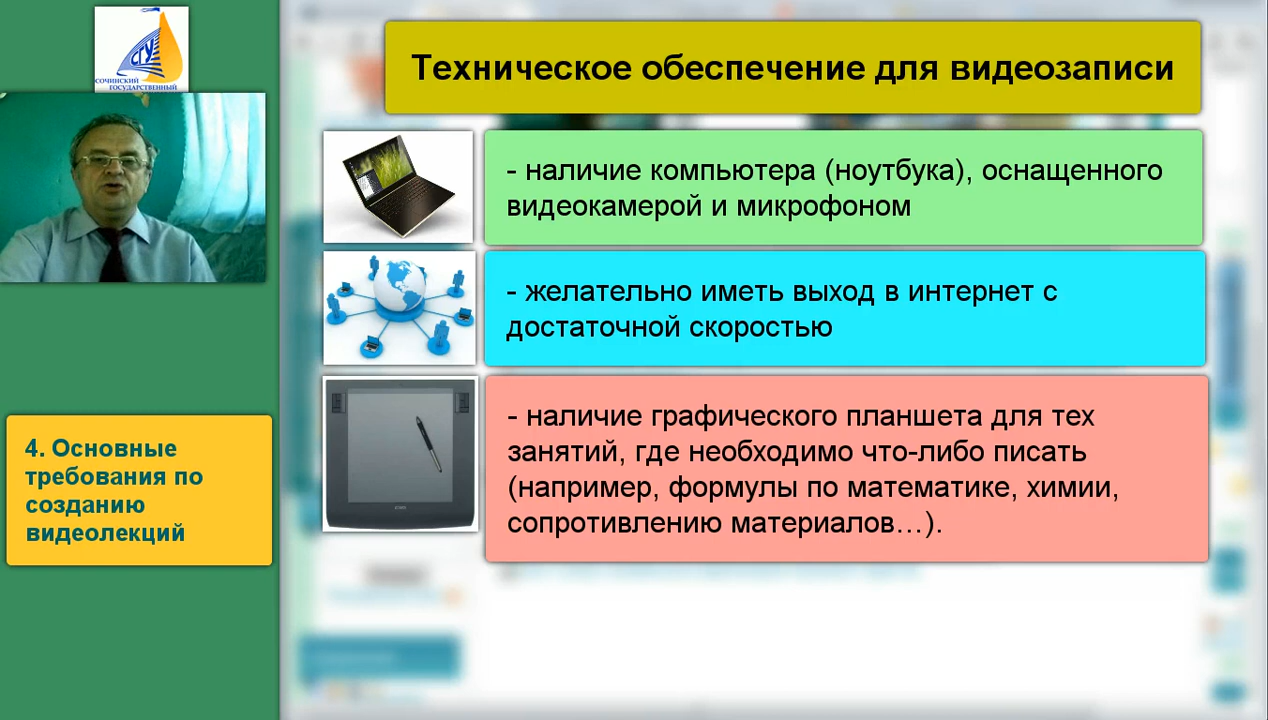 СГУ
СОЧИНСКИЙ
ГОСУДАРСТВЕННЫЙ
Техническое обеспечение для видеозаписи
- наличие компьютера (ноутбука), оснащенного
видеокамерой и микрофоном
- желательно иметь выход в интернет с
достаточной скоростью
- наличие графического планшета для тех
занятий, где необходимо что-либо писать
(например, формулы по математике, химии,
сопротивлению материалов…).
4. Основные
требования по
созданию
видеолекций